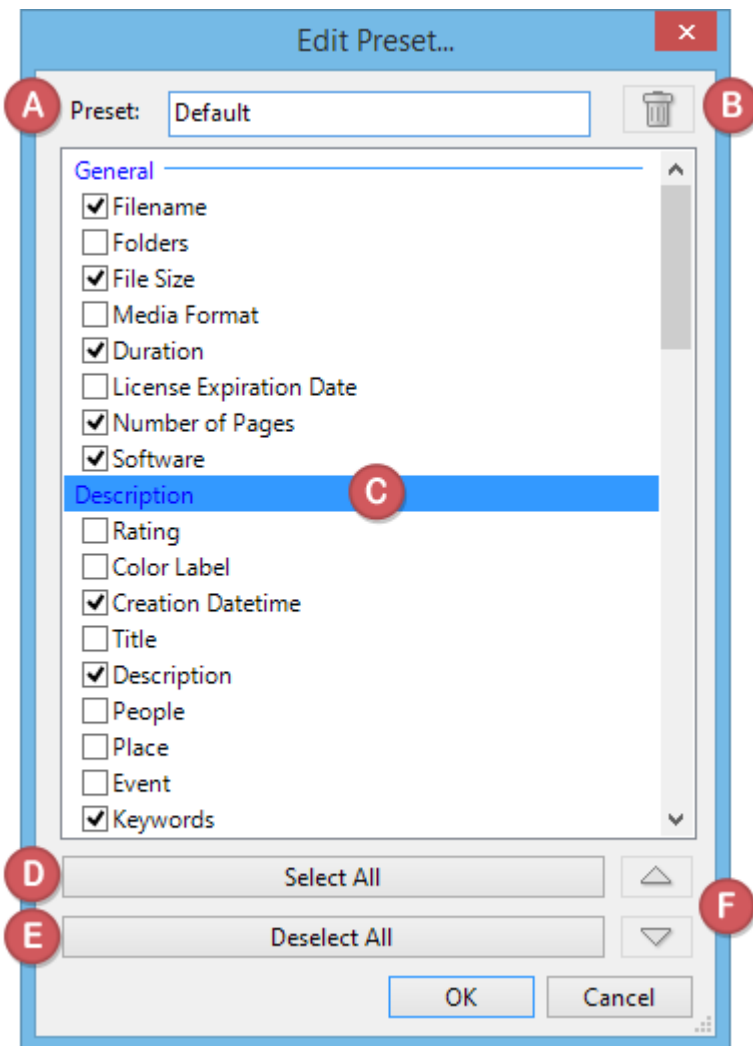 Edit Preset...
A Preset: Default B
General
Filename
Folders
File Size
Media Format
Duration
License Expiration Date
Number of Pages
Software
Description C
Rating
Color Label
Creation Datetime
Title
Description
People
Place
Event
Keywords
D Select All
F
E Deselect All
OK Cancel